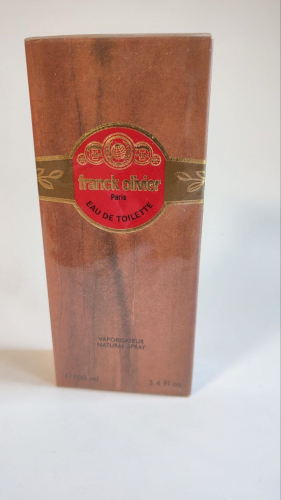 franck olivier
Paris
EAU DE TOILETTE
VAPORISATEUR
NATURAL SPRAY
100 ml
3.4 fl oz